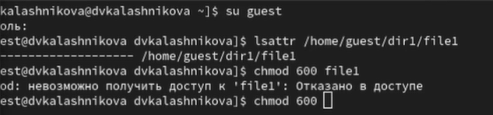 kalashnikova@dvkalashnikova ~]$ su guest
оль:
est@dvkalashnikova dvkalashnikova]$ lsattr /home/guest/dir1/file1
------------------- /home/guest/dir1/file1
est@dvkalashnikova dvkalashnikova]$ chmod 600 file1
od: невозможно получить доступ к 'file1': Отказано в доступе
est@dvkalashnikova dvkalashnikova]$ chmod 600